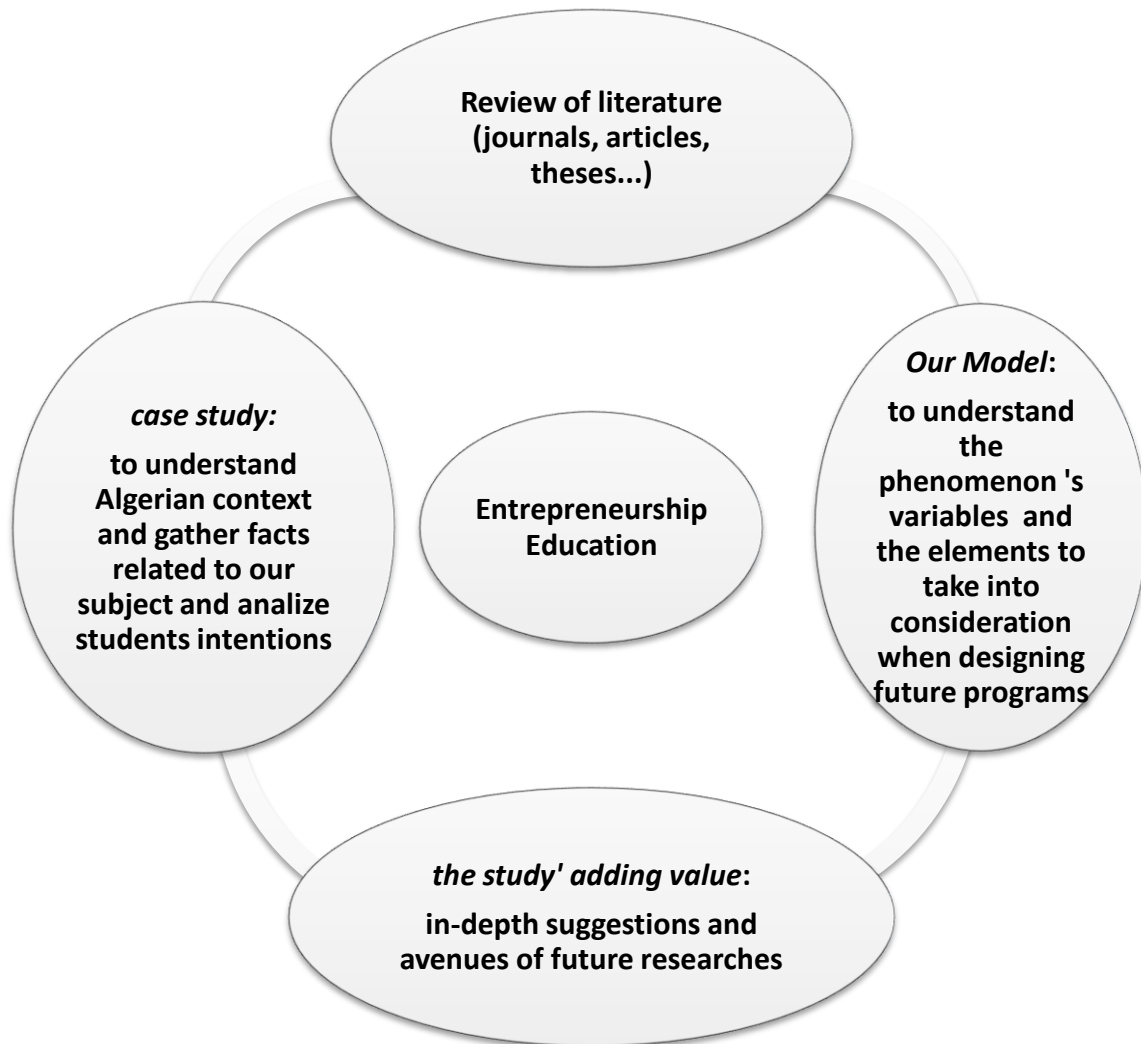 Review of literature
(journals, articles,
theses...)
case study:
to understand
Algerian context
and gather facts
related to our
subject and analize
students intentions
Entrepreneurship
Education
Our Model:
to understand
the
phenomenon 's
variables and
the elements to
take into
consideration
when designing
future programs
the study' adding value:
in-depth suggestions and
avenues of future researches